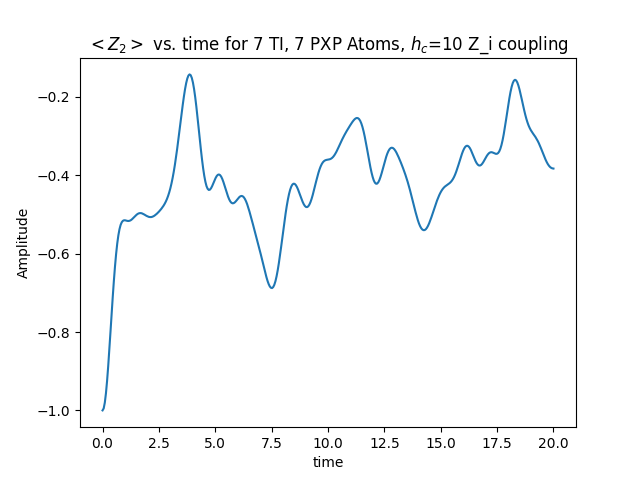 < Z₂ > vs. time for 7 TI, 7 PXP Atoms, h_c=10 Z_i coupling
−0.2
−0.4
−0.6
−0.8
−1.0
Amplitude
0.0 2.5 5.0 7.5 10.0 12.5 15.0 17.5 20.0
time